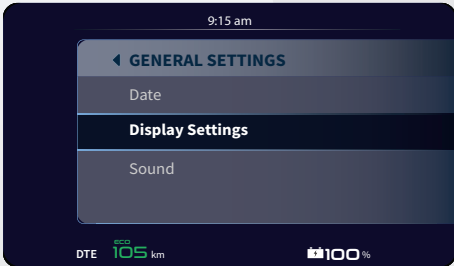 9:15 am
GENERAL SETTINGS
Date
Display Settings
Sound
ECO
DTE 105 km 100 %